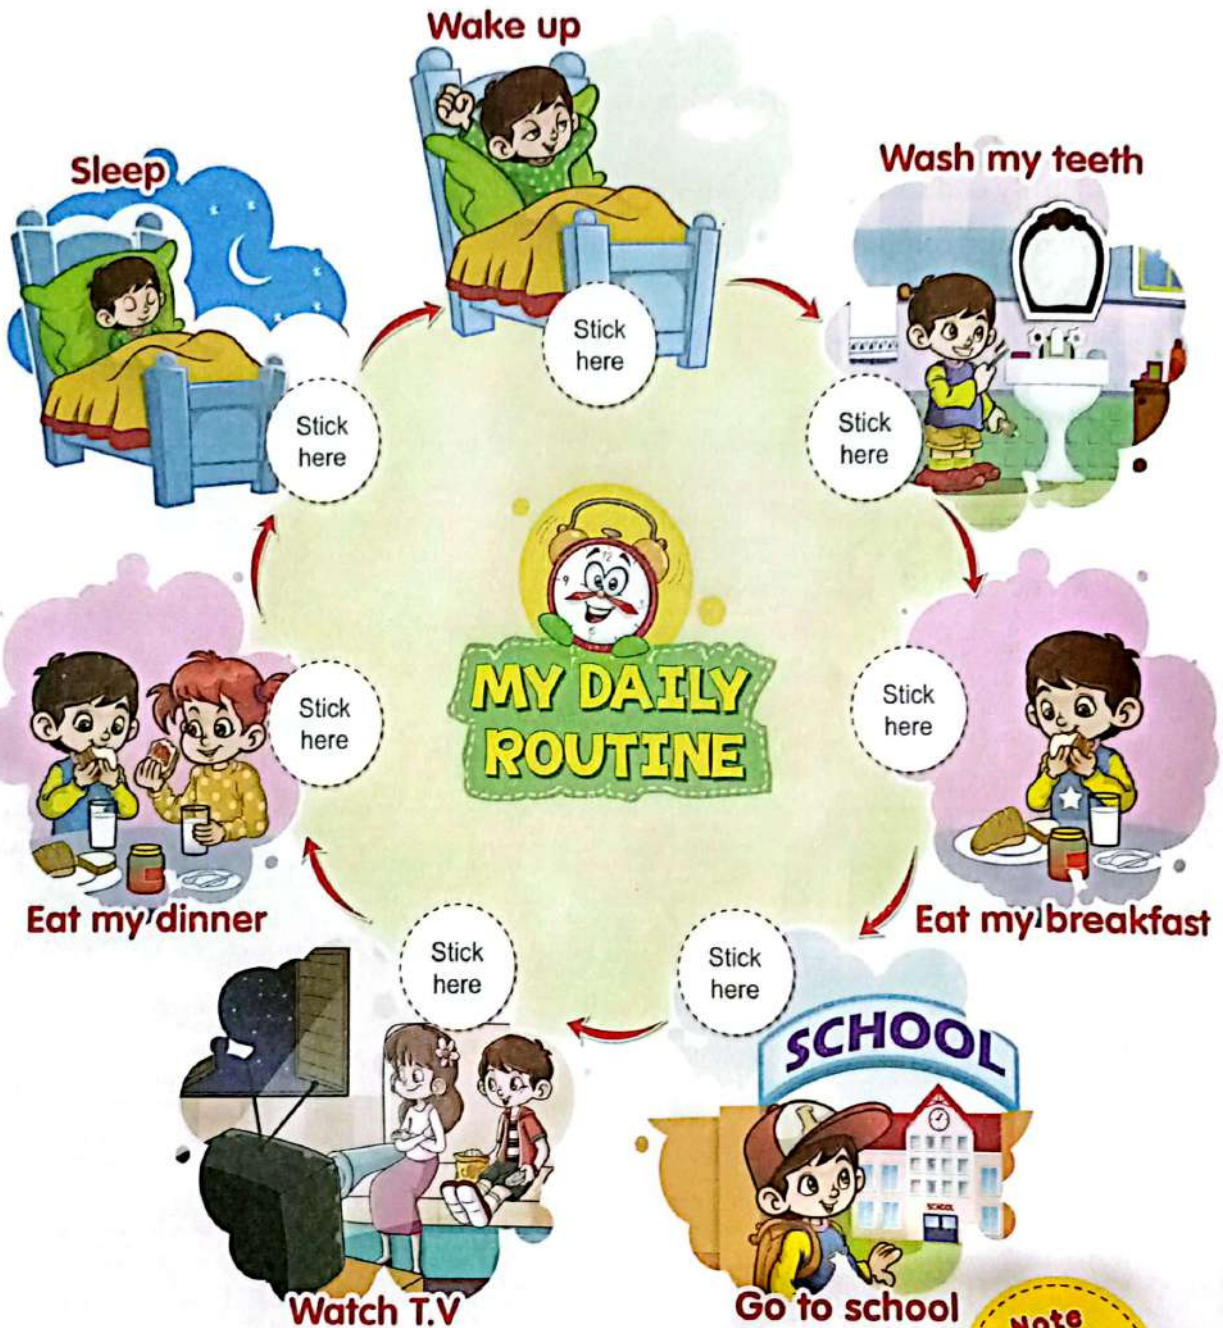 Wake up
Stick
here
Wash my teeth
Stick
here
Eat my breakfast
Stick
here
SCHOOL
SCHOOL
Go to school
Stick
here
Watch T.V
Stick
here
Eat my dinner
Stick
here
Sleep
Stick
here
MY DAILY
ROUTINE
Note